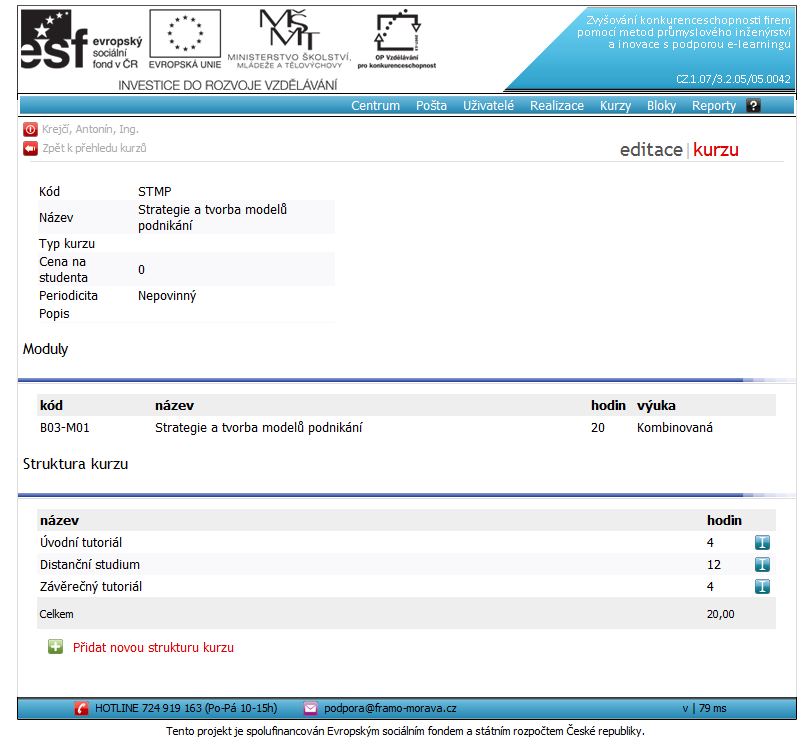 esf evropský
sociální
fond v ČR
EVROPSKÁ UNIE
MINISTERSTVO ŠKOLSTVÍ,
MLÁDEŽE A TĚLOVÝCHOVY
OP Vzdělávání
pro konkurenceschopnost
INVESTICE DO ROZVOJE VZDĚLÁVÁNÍ
Zvyšování konkurenceschopnosti firem
pomocí metod průmyslového inženýrství
a inovace s podporou e-learningu
CZ.1.07/3.2.05/05.0042
Centrum Pošta Uživatelé Realizace Kurzy Bloky Reporty ?
Krejčí, Antonín, Ing.
Zpět k přehledu kurzů
editace|kurzu
Kód STMP
Název Strategie a tvorba modelů
podnikání
Typ kurzu
Cena na
studenta 0
Periodicita Nepovinný
Popis
Moduly
kód název hodin výuka
B03-M01 Strategie a tvorba modelů podnikání 20 Kombinovaná
Struktura kurzu
název hodin
Úvodní tutoriál 4
Distanční studium 12
Závěrečný tutoriál 4
Celkem 20,00
Přidat novou strukturu kurzu
HOTLINE 724 919 163 (Po-Pá 10-15h) podpora@framo-morava.cz v | 79 ms
Tento projekt je spolufinancován Evropským sociálním fondem a státním rozpočtem České republiky.